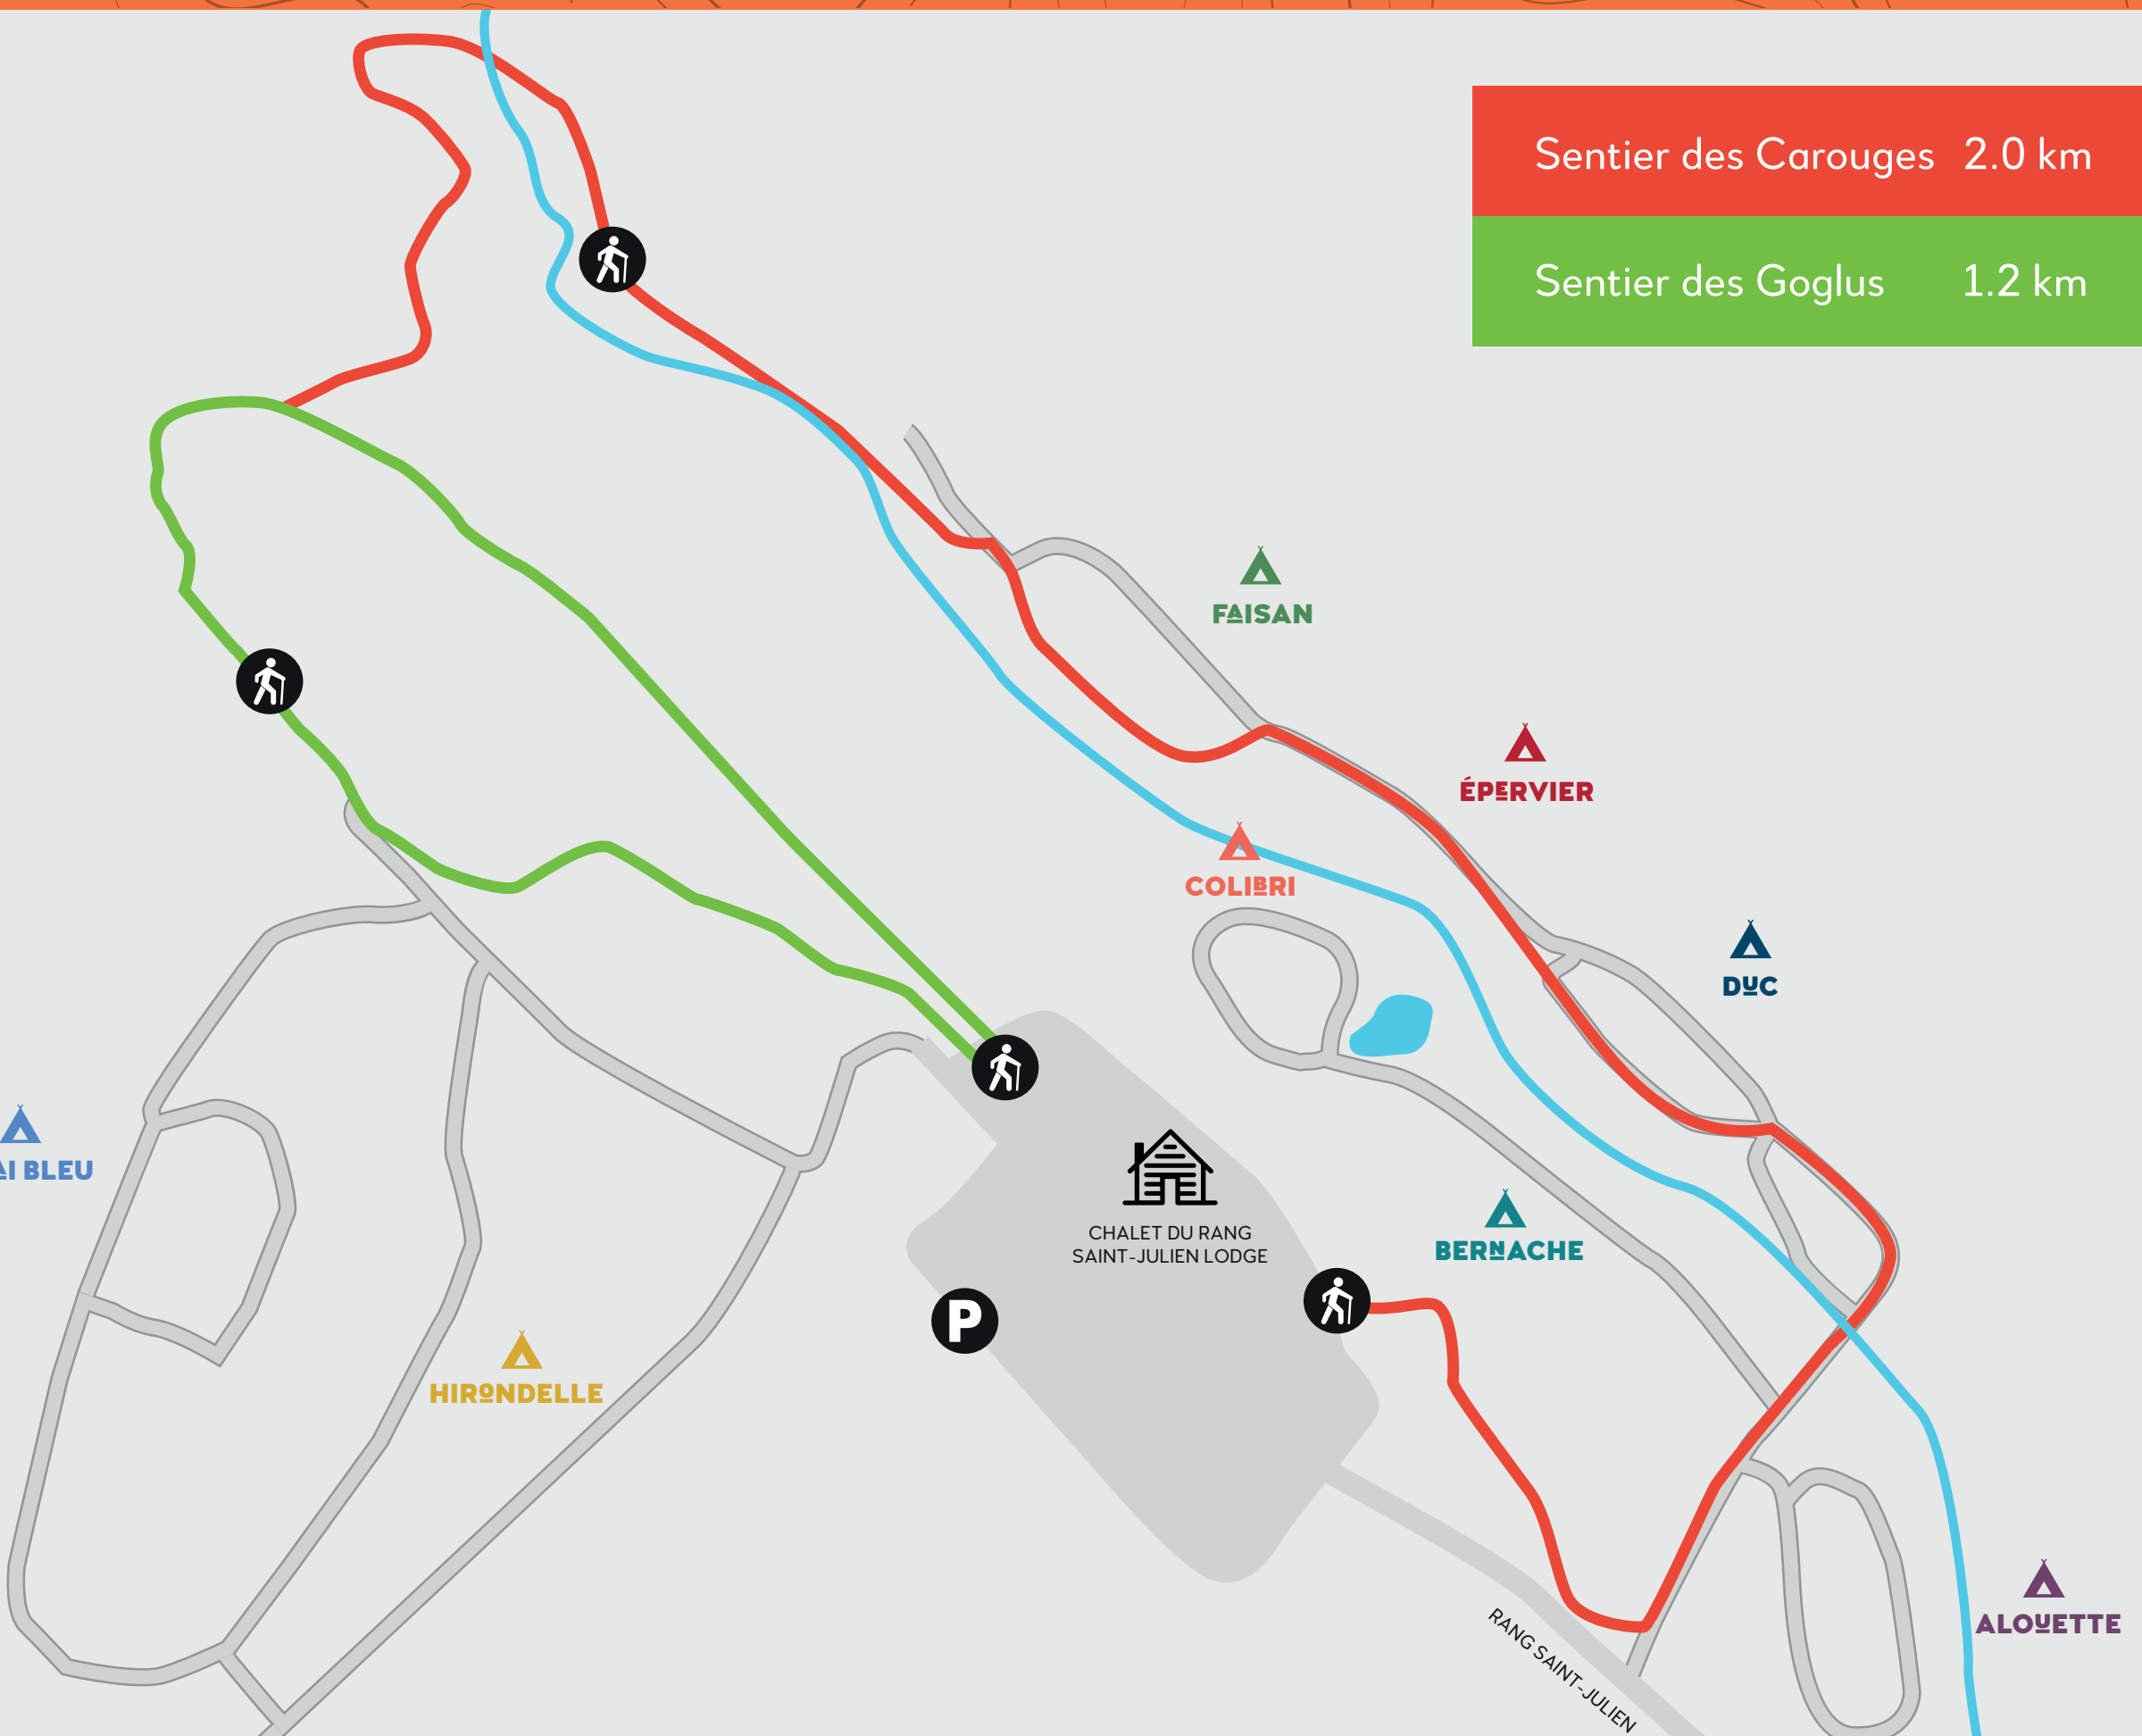 Sentier des Carouges 2.0 km
Sentier des Goglus 1.2 km
FAISAN
ÉPERVIER
COLIBRI
DUC
AI BLEU
CHALET DU RANG
SAINT-JULIEN LODGE
BERNACHE
P
HIRONDELLE
ALOUETTE
RANG SAINT-JULIEN